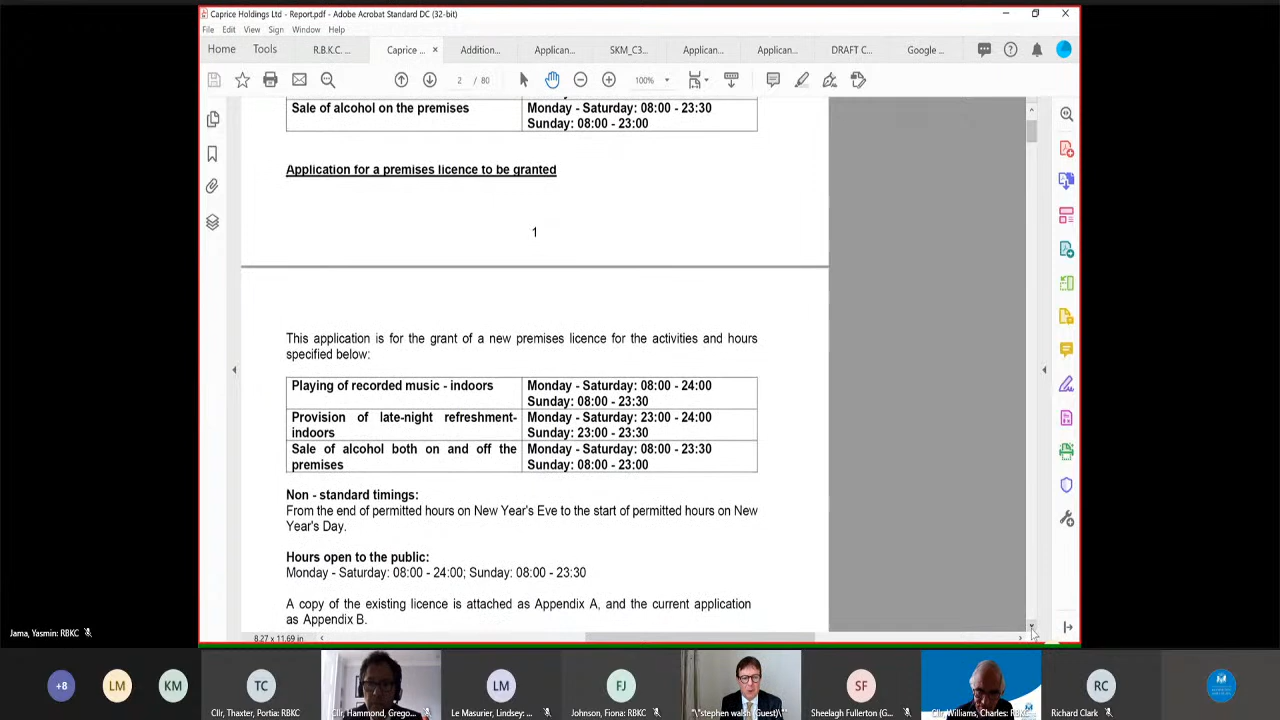 Caprice Holdings Ltd - Report.pdf - Adobe Acrobat Standard DC (32-bit)
File Edit View Sign Window Help
Home Tools R.B.K.C. ... Caprice ... × Addition... Applican... SKM_C3... Applican... Applican... DRAFT C... Google ...
2 / 80 100%
Sale of alcohol on the premises Monday - Saturday: 08:00 - 23:30
Sunday: 08:00 - 23:00
Application for a premises licence to be granted
1
This application is for the grant of a new premises licence for the activities and hours
specified below:
Playing of recorded music - indoors Monday - Saturday: 08:00 - 24:00
Sunday: 08:00 - 23:30
Provision of late-night refreshment- Monday - Saturday: 23:00 - 24:00
indoors Sunday: 23:00 - 23:30
Sale of alcohol both on and off the Monday - Saturday: 08:00 - 23:30
premises Sunday: 08:00 - 23:00
Non - standard timings:
From the end of permitted hours on New Year's Eve to the start of permitted hours on New
Year's Day.
Hours open to the public:
Monday - Saturday: 08:00 - 24:00; Sunday: 08:00 - 23:30
A copy of the existing licence is attached as Appendix A, and the current application
as Appendix B.
8.27 x 11.69 in
Jama, Yasmin: RBKC
+8 LM KM TC LM FJ SF RC
Cllr, Thaxter, Portia: RBKC Cllr, Hammond, Grego... Le Masurier, Lindsey: ... Johnson, Fiona: RBKC "\"stephen walsh (Guest)\"" Sheelagh Fullerton (G... Cllr Williams, Charles: RBKC Richard Clark